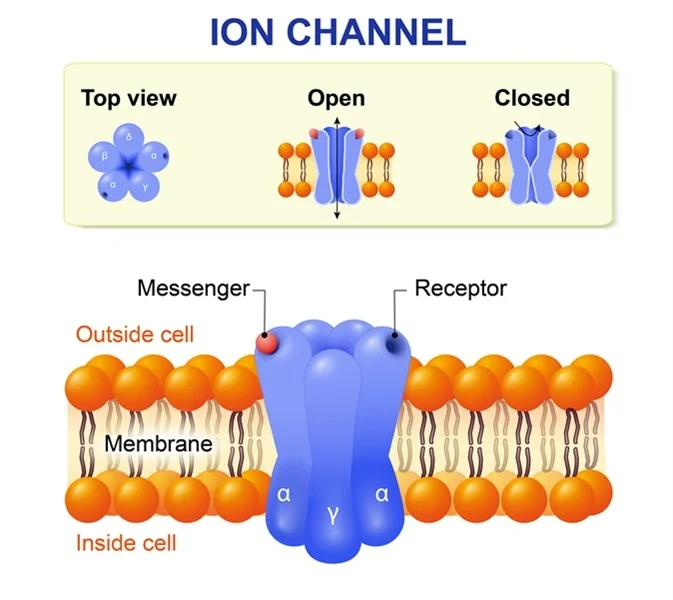 ION CHANNEL
Top view
Open
Closed
δ
β
α
α
γ
Messenger
Receptor
Outside cell
Membrane
α
γ
α
Inside cell